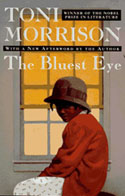 TONI
MORRISON
WINNER OF THE NOBEL
PRIZE IN LITERATURE
WITH A NEW AFTERWORD BY THE AUTHOR
The Bluest Eye